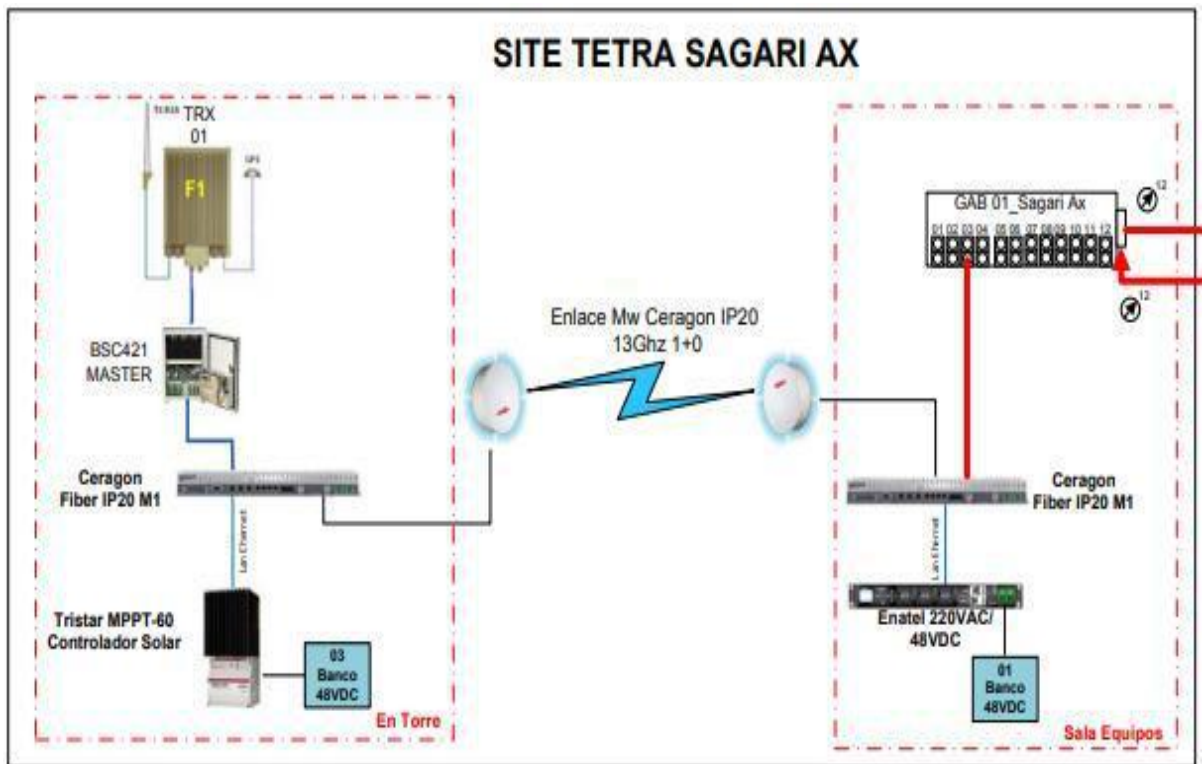 SITE TETRA SAGARI AX
TRX
01
GPS
F1
BSC421
MASTER
Ceragon
Fiber IP20 M1
Lan Ethernet
Tristar MPPT-60
Controlador Solar
03
Banco
48VDC
En Torre
Enlace Mw Ceragon IP20
13Ghz 1+0
12
GAB 01_Sagari Ax
01 02 03 04 05 06 07 08 09 10 11 12
12
Ceragon
Fiber IP20 M1
Lan Ethernet
Enatel 220VAC/
48VDC
01
Banco
48VDC
Sala Equipos